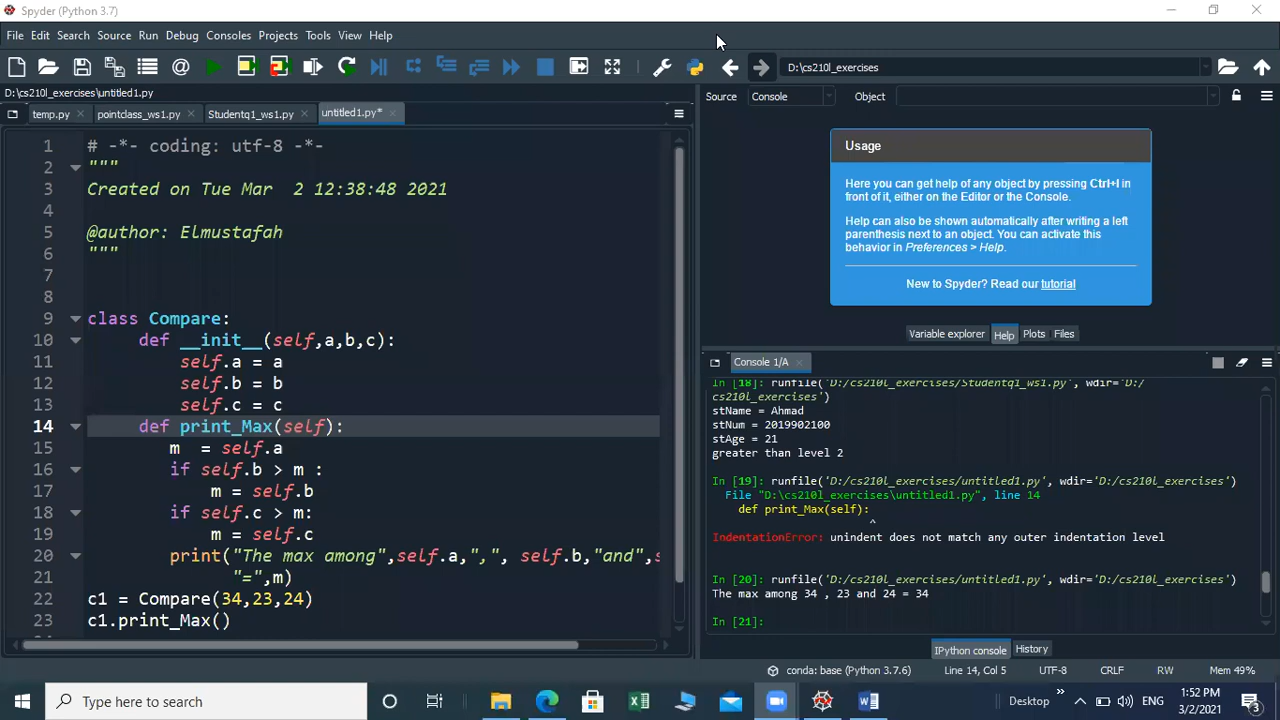 Spyder (Python 3.7)
File Edit Search Source Run Debug Consoles Projects Tools View Help
D:\cs210l_exercises
D:\cs210l_exercises\untitled1.py
temp.py pointclass_ws1.py Studentq1_ws1.py untitled1.py*
1 # -*- coding: utf-8 -*-
2 """
3 Created on Tue Mar  2 12:38:48 2021
4
5 @author: Elmustafah
6 """
7
8
9 class Compare:
10 def __init__(self,a,b,c):
11 self.a = a
12 self.b = b
13 self.c = c
14 def print_Max(self):
15 m  = self.a
16 if self.b > m :
17 m = self.b
18 if self.c > m:
19 m = self.c
20 print("The max among",self.a,",", self.b,"and",s
21 "=",m)
22 c1 = Compare(34,23,24)
23 c1.print_Max()
Source Console Object
Usage
Here you can get help of any object by pressing Ctrl+I in
front of it, either on the Editor or the Console.
Help can also be shown automatically after writing a left
parenthesis next to an object. You can activate this
behavior in Preferences > Help.
New to Spyder? Read our tutorial
Variable explorer Help Plots Files
Console 1/A
In [18]: runfile('D:/cs210l_exercises/Studentq1_ws1.py', wdir='D:/
cs210l_exercises')
stName = Ahmad
stNum = 2019902100
stAge = 21
greater than level 2
In [19]: runfile('D:/cs210l_exercises/untitled1.py', wdir='D:/cs210l_exercises')
File "D:\cs210l_exercises\untitled1.py", line 14
def print_Max(self):
^
IndentationError: unindent does not match any outer indentation level
In [20]: runfile('D:/cs210l_exercises/untitled1.py', wdir='D:/cs210l_exercises')
The max among 34 , 23 and 24 = 34
In [21]:
IPython console History
conda: base (Python 3.7.6) Line 14, Col 5 UTF-8 CRLF RW Mem 49%
Type here to search
Desktop
ENG
1:52 PM
3/2/2021
3